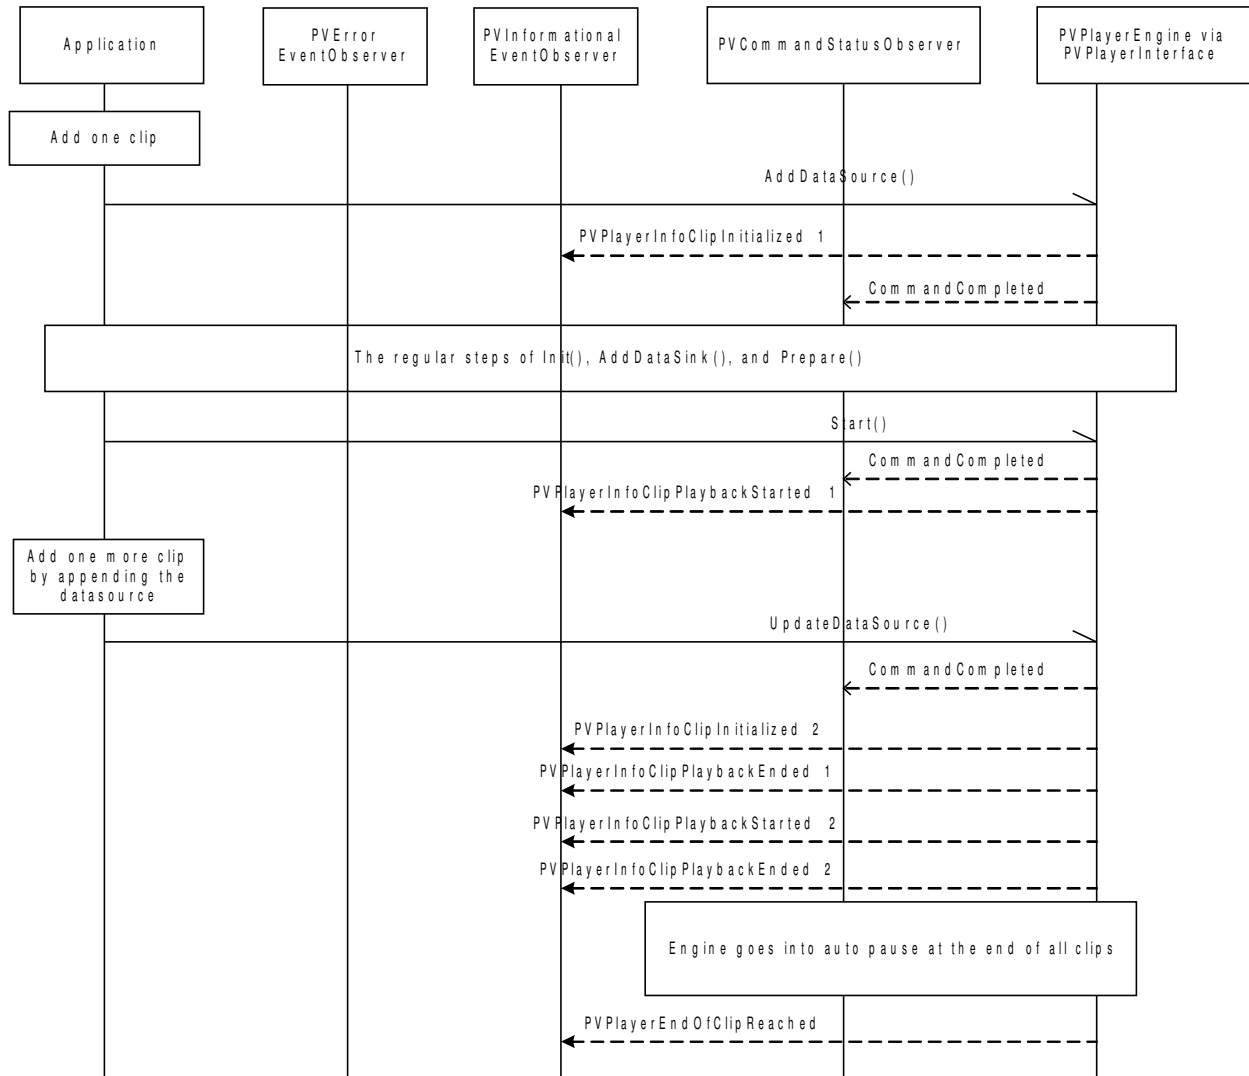 Application
PVError
EventObserver
PVInformational
EventObserver
PVCommandStatusObserver
PVPlayerEngine via
PVPlayerInterface
Add one clip
AddDataSource()
PVPlayerInfoClipInitialized 1
CommandCompleted
The regular steps of Init(), AddDataSink(), and Prepare()
Start()
CommandCompleted
PVPlayerInfoClipPlaybackStarted 1
Add one more clip
by appending the
datasource
UpdateDataSource()
CommandCompleted
PVPlayerInfoClipInitialized 2
PVPlayerInfoClipPlaybackEnded 1
PVPlayerInfoClipPlaybackStarted 2
PVPlayerInfoClipPlaybackEnded 2
Engine goes into auto pause at the end of all clips
PVPlayerEndOfClipReached